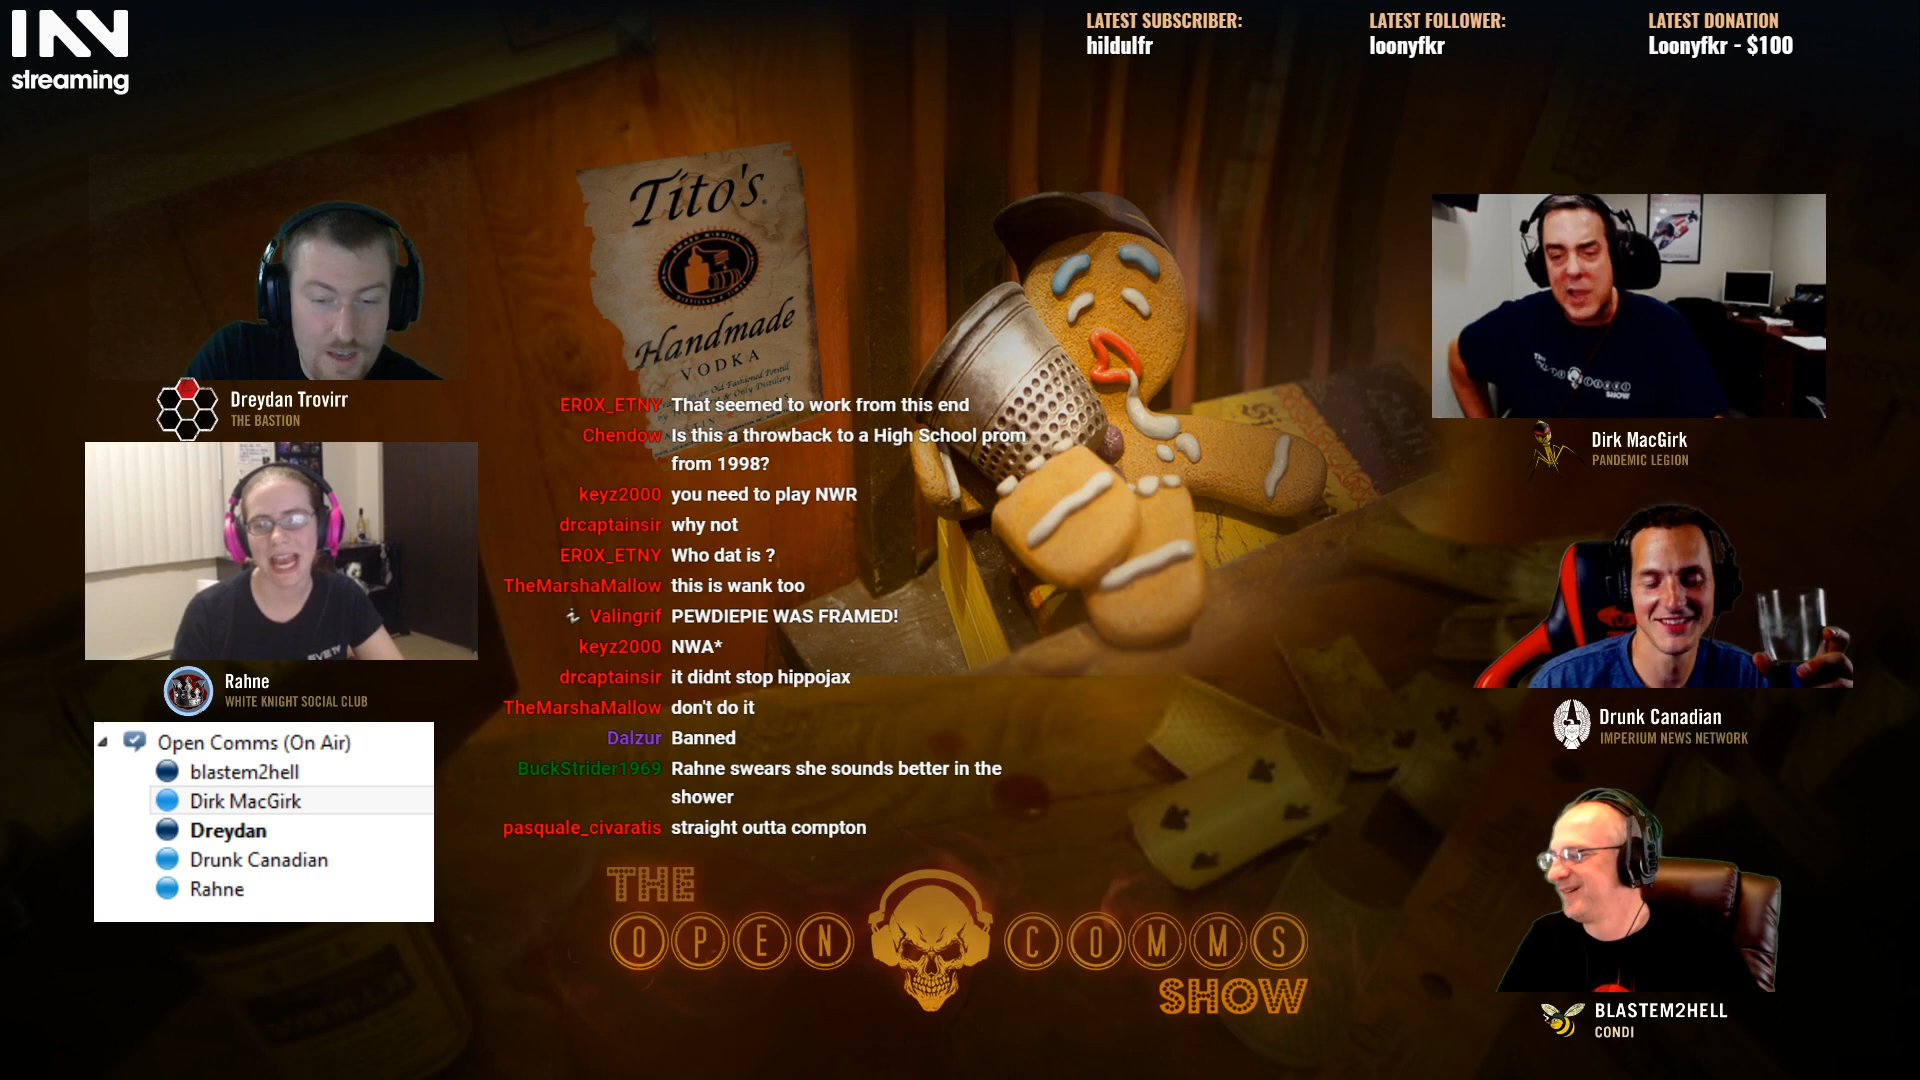 INN
streaming
LATEST SUBSCRIBER:
hildulfr
LATEST FOLLOWER:
loonyfkr
LATEST DONATION
Loonyfkr - $100
Tito's
Handmade
VODKA
Dreydan Trovirr
THE BASTION
Rahne
WHITE KNIGHT SOCIAL CLUB
Open Comms (On Air)
blastem2hell
Dirk MacGirk
Dreydan
Drunk Canadian
Rahne
ER0X_ETNY That seemed to work from this end
Chendow Is this a throwback to a High School prom
from 1998?
keyz2000 you need to play NWR
drcaptainsir why not
ER0X_ETNY Who dat is ?
TheMarshaMallow this is wank too
Valingrif PEWDIEPIE WAS FRAMED!
keyz2000 NWA*
drcaptainsir it didnt stop hippojax
TheMarshaMallow don't do it
Dalzur Banned
BuckStrider1969 Rahne swears she sounds better in the
shower
pasquale_civaratis straight outta compton
THE
OPEN COMMS
SHOW
Dirk MacGirk
PANDEMIC LEGION
Drunk Canadian
IMPERIUM NEWS NETWORK
BLASTEM2HELL
CONDI